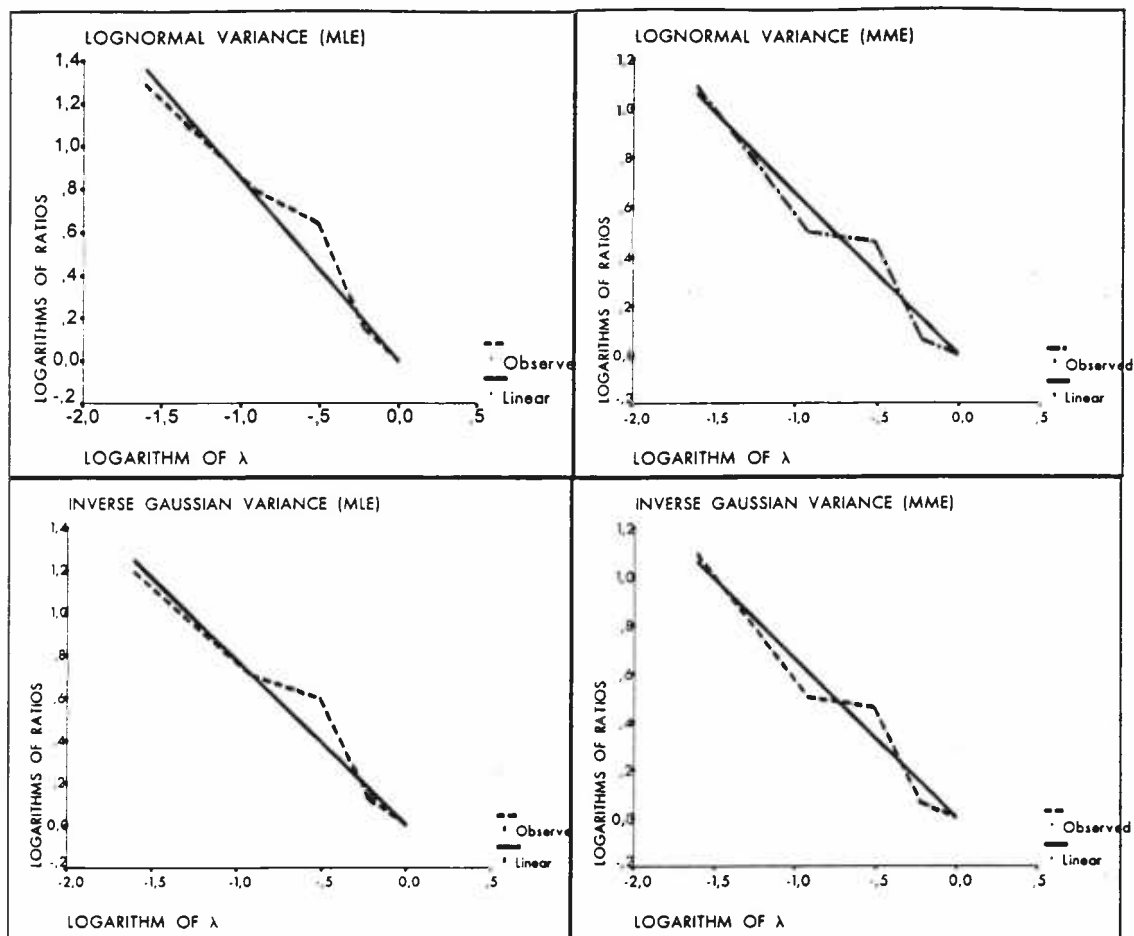 LOGNORMAL VARIANCE (MLE)
1,4
1,2
1,0
,8
,6
,4
,2
0,0
-,2
-2,0 -1,5 -1,0 -,5 0,0 ,5
LOGARITHMS OF RATIOS
LOGARITHM OF λ
Observe
Linear
LOGNORMAL VARIANCE (MME)
1,2
1,0
,8
,6
,4
,2
0,0
-2,0 -1,5 -1,0 -,5 0,0 ,5
LOGARITHMS OF RATIOS
LOGARITHM OF λ
Observed
Linear
INVERSE GAUSSIAN VARIANCE (MLE)
1,4
1,2
1,0
,8
,6
,4
,2
0,0
-,2
-2,0 -1,5 -1,0 -,5 0,0 ,5
LOGARITHMS OF RATIOS
LOGARITHM OF λ
Observe
Linear
INVERSE GAUSSIAN VARIANCE (MME)
1,2
1,0
,8
,6
,4
,2
0,0
-,2
-2,0 -1,5 -1,0 -,5 0,0 ,5
LOGARITHMS OF RATIOS
LOGARITHM OF λ
Observed
Linear